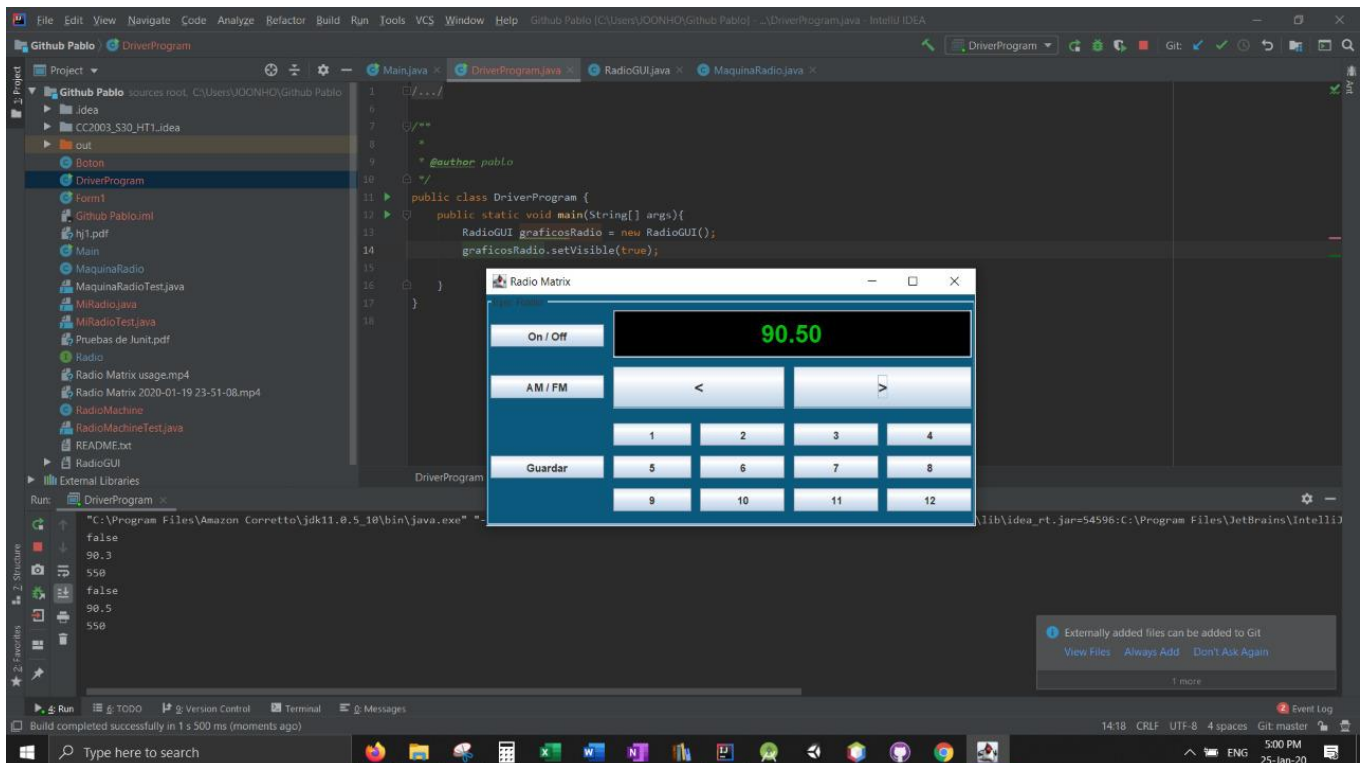 File Edit View Navigate Code Analyze Refactor Build Run Tools VCS Window Help Github Pablo [C:\Users\JOONHO\Github Pablo] - ...\DriverProgram.java - IntelliJ IDEA
Github Pablo DriverProgram
DriverProgram
Git:
1: Project
Project
Main.java
DriverProgram.java
RadioGUI.java
MaquinaRadio.java
Ant
Github Pablo sources root, C:\Users\JOONHO\Github Pablo
.idea
CC2003_S30_HT1_.idea
out
Boton
DriverProgram
Form1
Github Pablo.iml
hj1.pdf
Main
MaquinaRadio
MaquinaRadioTest.java
MiRadio.java
MiRadioTest.java
Pruebas de Junit.pdf
Radio
Radio Matrix usage.mp4
Radio Matrix 2020-01-19 23-51-08.mp4
RadioMachine
RadioMachineTest.java
README.txt
RadioGUI
External Libraries
1 /.../
6
7 /**
8 *
9 * @author pablo
10 */
11 public class DriverProgram {
12 public static void main(String[] args){
13 RadioGUI graficosRadio = new RadioGUI();
14 graficosRadio.setVisible(true);
15
16 }
17 }
18
DriverProgram
Radio Matrix
On / Off
90.50
AM / FM
< >
1 2 3 4
Guardar
5 6 7 8
9 10 11 12
Run: DriverProgram
"C:\Program Files\Amazon Corretto\jdk11.0.5_10\bin\java.exe" "-
\lib\idea_rt.jar=54596:C:\Program Files\JetBrains\IntelliJ
false
90.3
550
false
90.5
550
7: Structure
2: Favorites
Externally added files can be added to Git
View Files Always Add Don't Ask Again
1 more
4: Run 6: TODO 9: Version Control Terminal 0: Messages
2 Event Log
Build completed successfully in 1 s 500 ms (moments ago)
14:18 CRLF UTF-8 4 spaces Git: master
Type here to search
ENG
5:00 PM
25-Jan-20